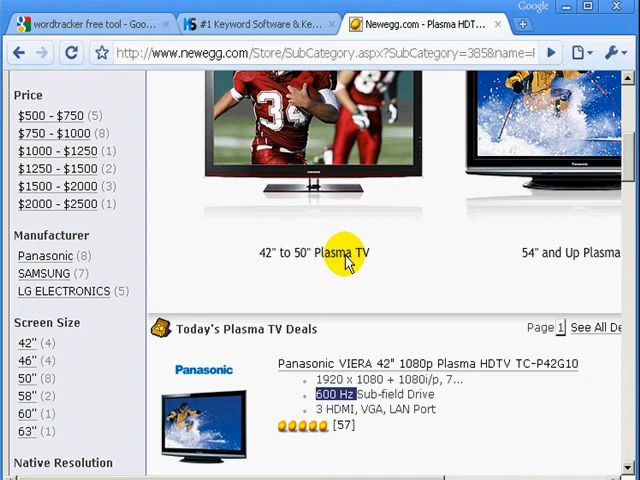 Google
wordtracker free tool - Goo...
#1 Keyword Software & Ke...
Newegg.com - Plasma HDT...
http://www.newegg.com/Store/SubCategory.aspx?SubCategory=385&name=P
Price
$500 - $750 (5)
$750 - $1000 (8)
$1000 - $1250 (1)
$1250 - $1500 (2)
$1500 - $2000 (3)
$2000 - $2500 (1)
Manufacturer
Panasonic (8)
SAMSUNG (7)
LG ELECTRONICS (5)
Screen Size
42" (4)
46" (4)
50" (8)
58" (2)
60" (1)
63" (1)
Native Resolution
34
SAMSUNG
Panasonic
42" to 50" Plasma TV
54" and Up Plasma
Today's Plasma TV Deals
Page 1 See All De
Panasonic
Panasonic VIERA 42" 1080p Plasma HDTV TC-P42G10
1920 x 1080 + 1080i/p, 7...
600 Hz Sub-field Drive
3 HDMI, VGA, LAN Port
[57]